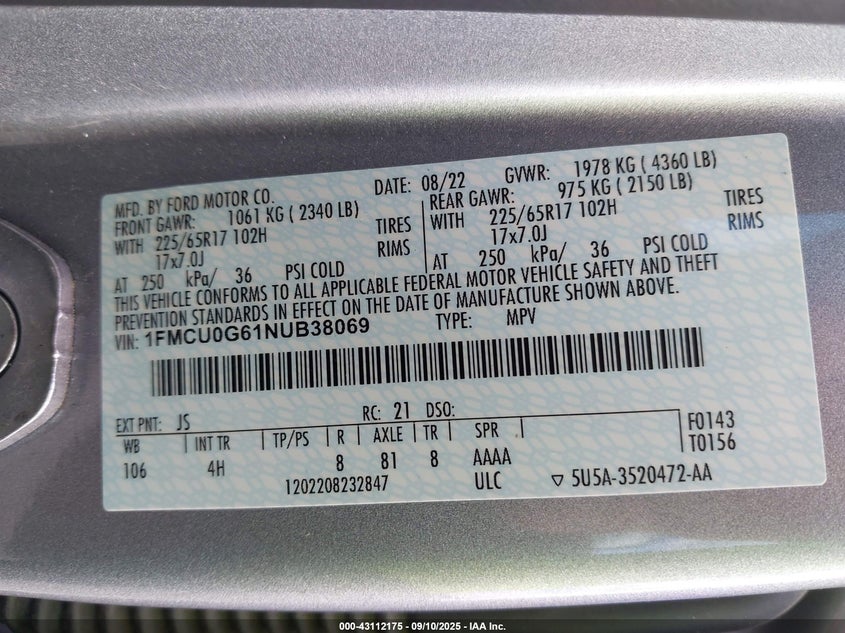 MFD. BY FORD MOTOR CO.
DATE: 08/22 GVWR: 1978 KG ( 4360 LB)
FRONT GAWR: 1061 KG ( 2340 LB)
REAR GAWR: 975 KG ( 2150 LB)
WITH 225/65R17 102H TIRES
WITH 225/65R17 102H TIRES
17x7.0J RIMS
17x7.0J RIMS
AT 250 kPa/ 36 PSI COLD
AT 250 kPa/ 36 PSI COLD
THIS VEHICLE CONFORMS TO ALL APPLICABLE FEDERAL MOTOR VEHICLE SAFETY AND THEFT
PREVENTION STANDARDS IN EFFECT ON THE DATE OF MANUFACTURE SHOWN ABOVE.
VIN: 1FMCU0G61NUB38069 TYPE: MPV
EXT PNT: JS RC: 21 DSO:
WB INT TR TP/PS R AXLE TR SPR F0143
106 4H 8 81 8 AAAA T0156
1202208232847 ULC ▽ 5U5A-3520472-AA
000-43112175 - 09/10/2025 - IAA Inc.